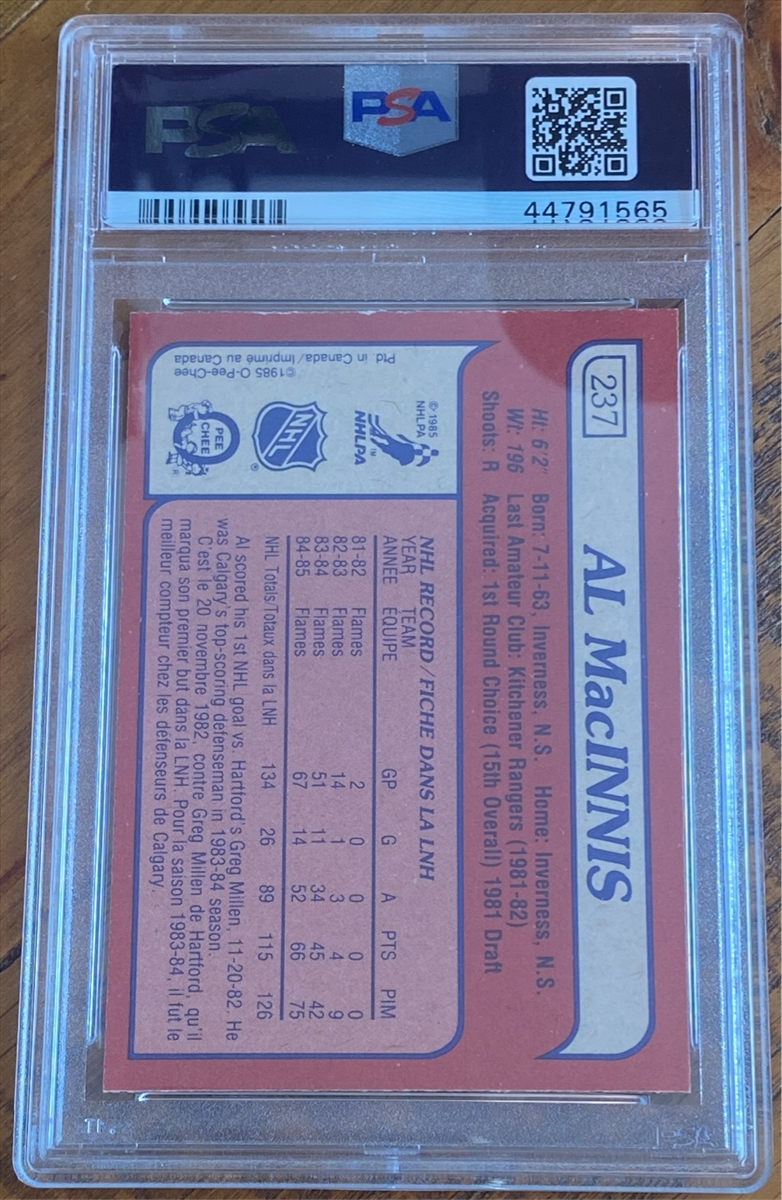 PSA
PSA
44791565
237
AL MacINNIS
Ht: 6'2" Born: 7-11-63, Inverness, N.S. Home: Inverness, N.S.
Wt: 196 Last Amateur Club: Kitchener Rangers (1981-82)
Shoots: R Acquired: 1st Round Choice (15th Overall) 1981 Draft
© 1985
NHLPA
NHLPA
TM
NHL
®
O
PEE
CHEE
R
©1985 O-Pee-Chee
Ptd. in Canada/Imprimé au Canada
NHL RECORD/FICHE DANS LA LNH
YEAR TEAM
ANNÉE ÉQUIPE GP G A PTS PIM
81-82 Flames 2 0 0 0 0
82-83 Flames 14 1 3 4 9
83-84 Flames 51 11 34 45 42
84-85 Flames 67 14 52 66 75
NHL Totals/Totaux dans la LNH 134 26 89 115 126
Al scored his 1st NHL goal vs. Hartford's Greg Millen, 11-20-82. He
was Calgary's top-scoring defenseman in 1983-84 season.
C'est le 20 novembre 1982, contre Greg Millen de Hartford, qu'il
marqua son premier but dans la LNH. Pour la saison 1983-84, il fut le
meilleur compteur chez les défenseurs de Calgary.
PSA